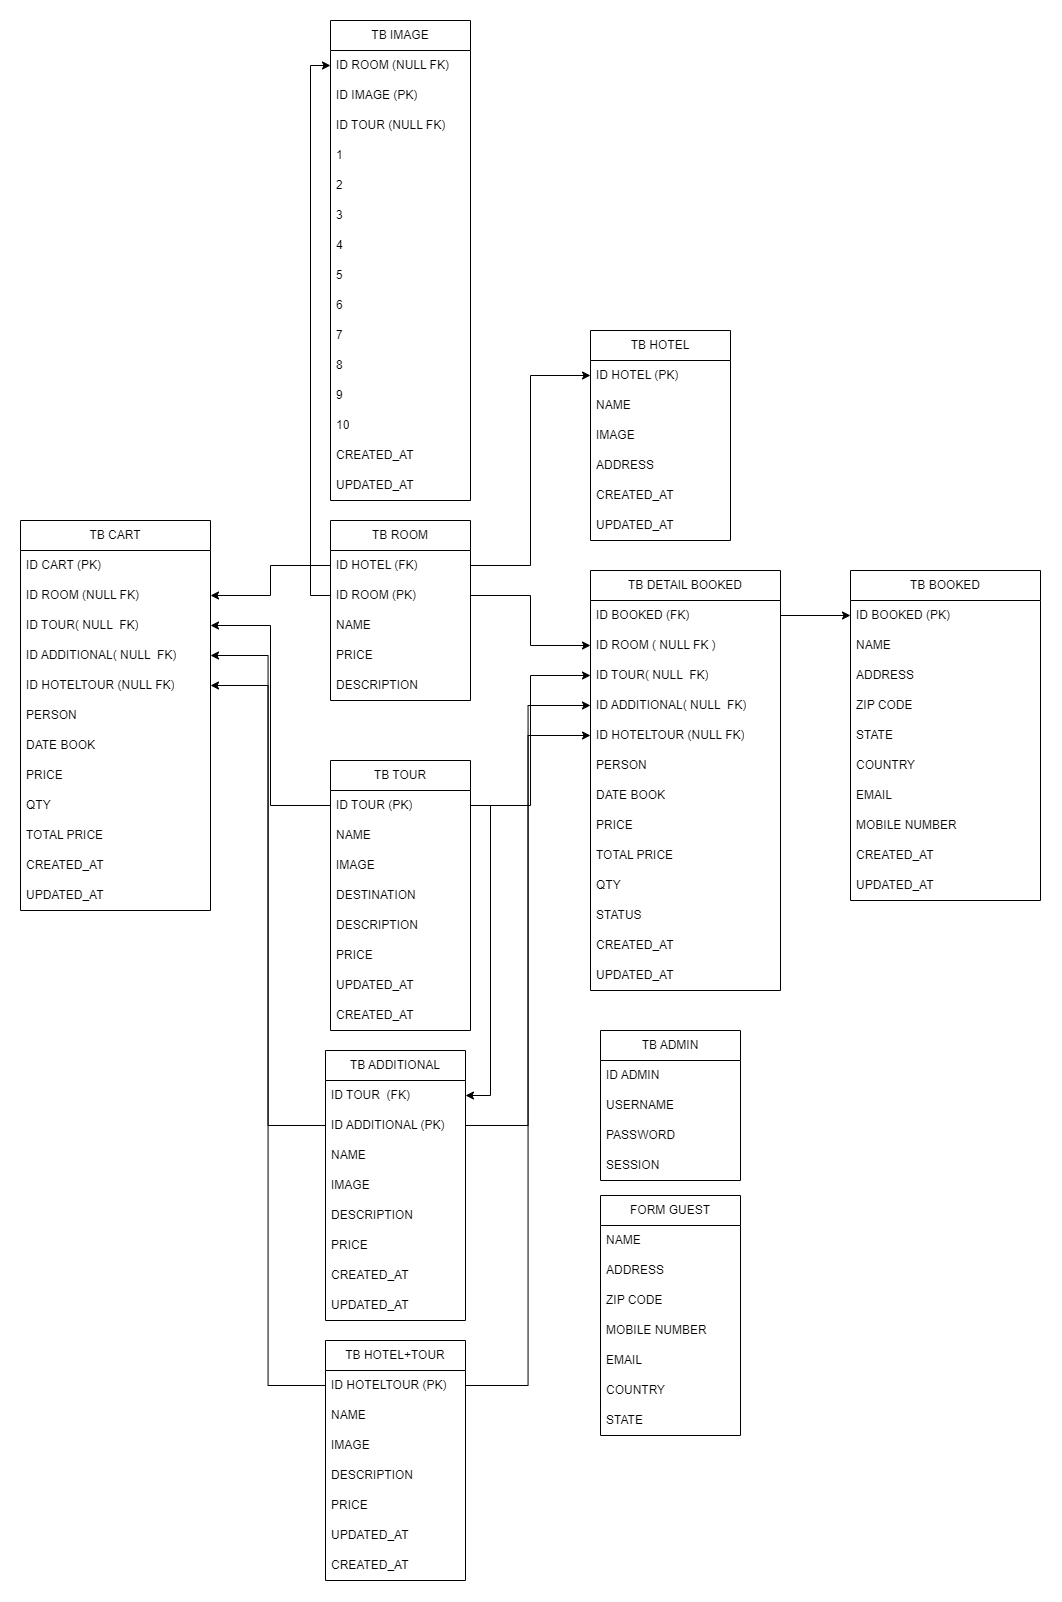 TB IMAGE
ID ROOM (NULL FK)
ID IMAGE (PK)
ID TOUR (NULL FK)
1
2
3
4
5
6
7
8
9
10
CREATED_AT
UPDATED_AT
TB HOTEL
ID HOTEL (PK)
NAME
IMAGE
ADDRESS
CREATED_AT
UPDATED_AT
TB CART
ID CART (PK)
ID ROOM (NULL FK)
ID TOUR( NULL  FK)
ID ADDITIONAL( NULL  FK)
ID HOTELTOUR (NULL FK)
PERSON
DATE BOOK
PRICE
QTY
TOTAL PRICE
CREATED_AT
UPDATED_AT
TB ROOM
ID HOTEL (FK)
ID ROOM (PK)
NAME
PRICE
DESCRIPTION
TB DETAIL BOOKED
ID BOOKED (FK)
ID ROOM ( NULL FK )
ID TOUR( NULL  FK)
ID ADDITIONAL( NULL  FK)
ID HOTELTOUR (NULL FK)
PERSON
DATE BOOK
PRICE
TOTAL PRICE
QTY
STATUS
CREATED_AT
UPDATED_AT
TB BOOKED
ID BOOKED (PK)
NAME
ADDRESS
ZIP CODE
STATE
COUNTRY
EMAIL
MOBILE NUMBER
CREATED_AT
UPDATED_AT
TB TOUR
ID TOUR (PK)
NAME
IMAGE
DESTINATION
DESCRIPTION
PRICE
UPDATED_AT
CREATED_AT
TB ADDITIONAL
ID TOUR  (FK)
ID ADDITIONAL (PK)
NAME
IMAGE
DESCRIPTION
PRICE
CREATED_AT
UPDATED_AT
TB ADMIN
ID ADMIN
USERNAME
PASSWORD
SESSION
FORM GUEST
NAME
ADDRESS
ZIP CODE
MOBILE NUMBER
EMAIL
COUNTRY
STATE
TB HOTEL+TOUR
ID HOTELTOUR (PK)
NAME
IMAGE
DESCRIPTION
PRICE
UPDATED_AT
CREATED_AT